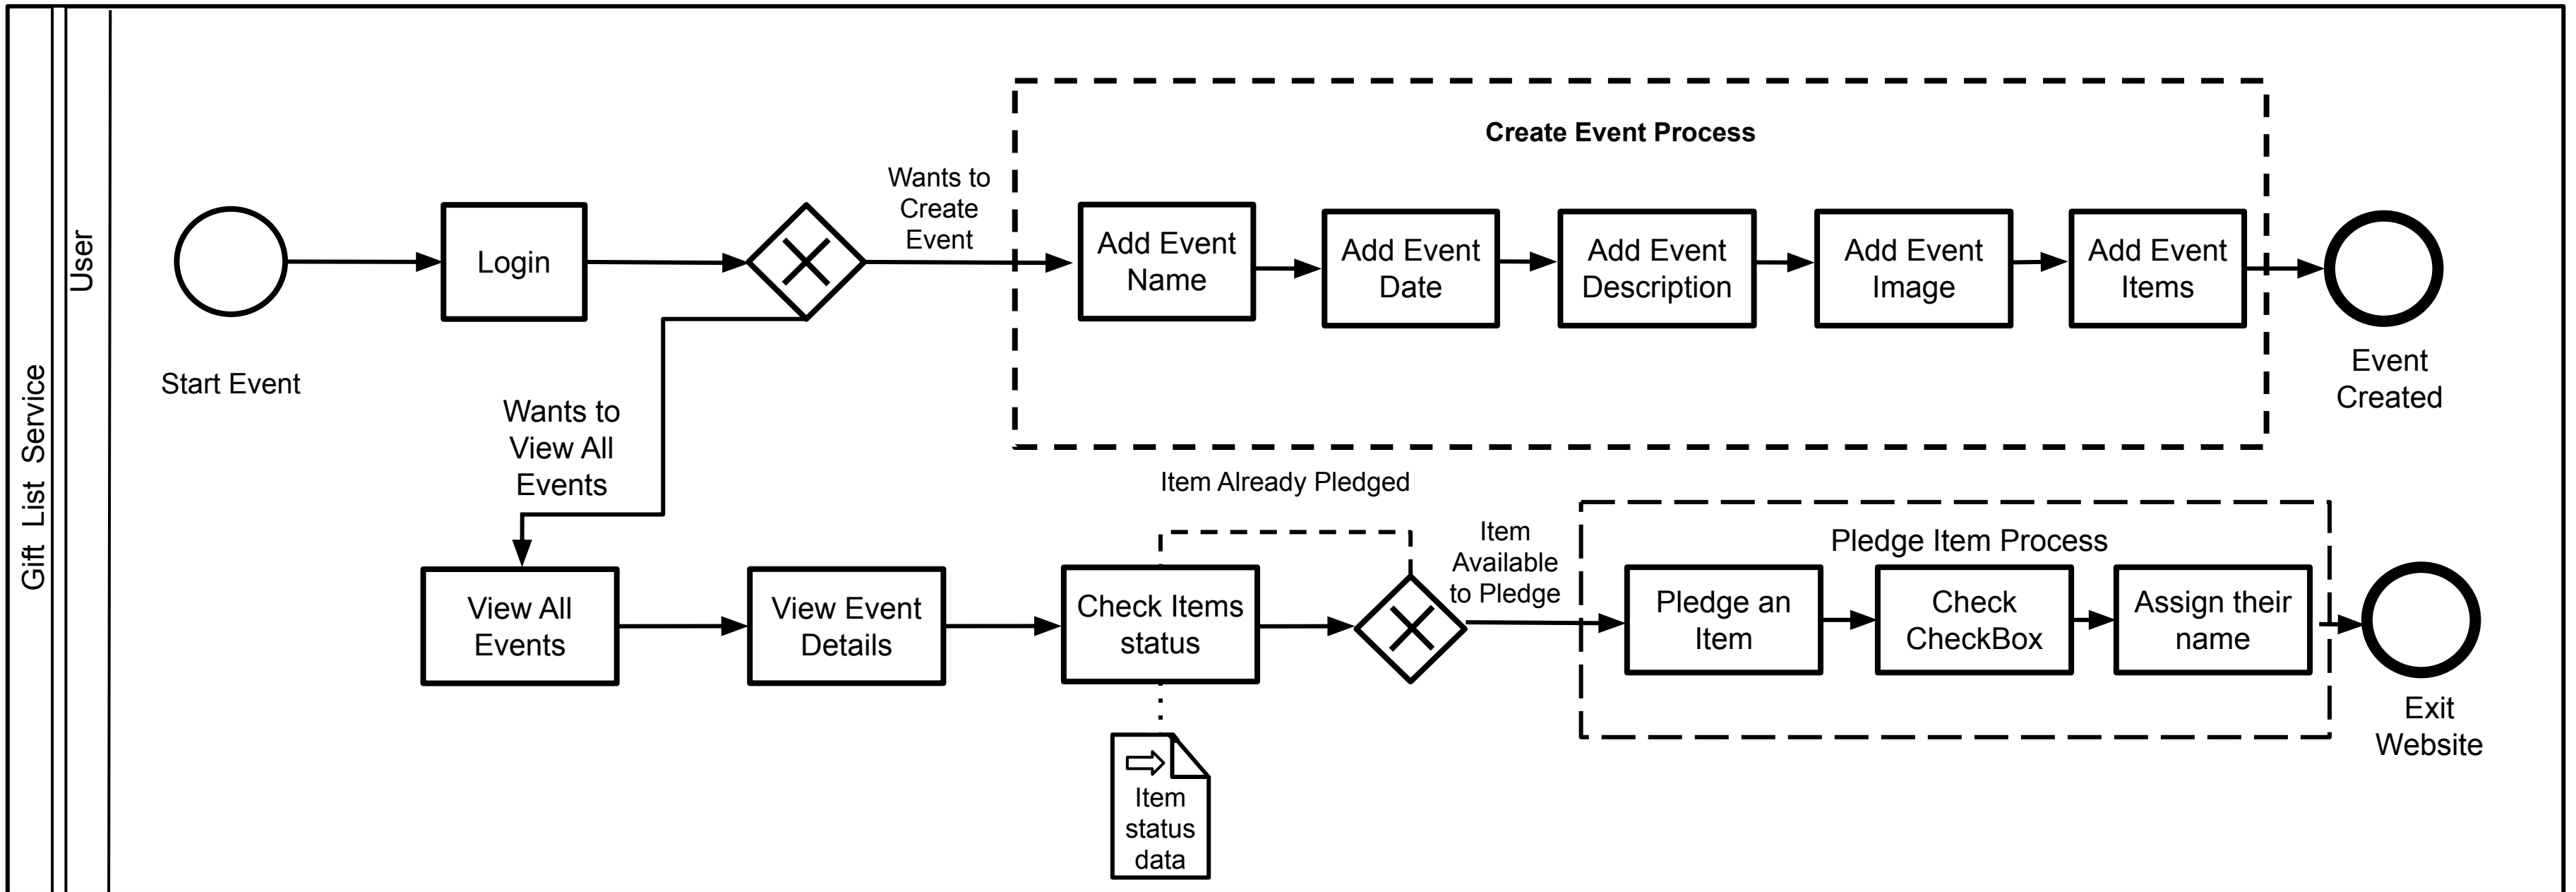 Gift List Service
User
Start Event
Login
Wants to
Create
Event
Create Event Process
Add Event
Name
Add Event
Date
Add Event
Description
Add Event
Image
Add Event
Items
Event
Created
Wants to
View All
Events
View All
Events
View Event
Details
Item Already Pledged
Check Items
status
Item
status
data
Item
Available
to Pledge
Pledge Item Process
Pledge an
Item
Check
CheckBox
Assign their
name
Exit
Website